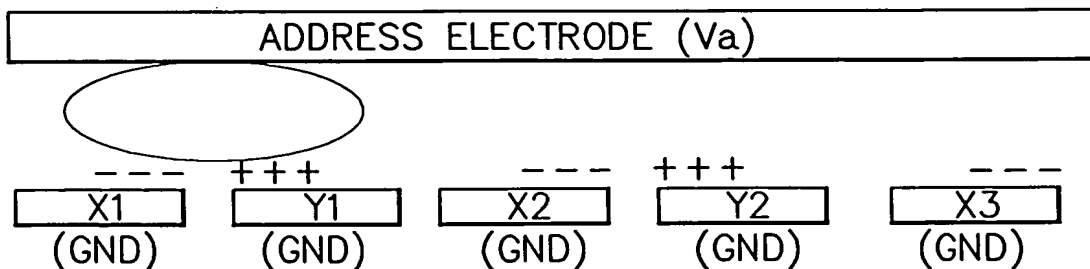 ADDRESS ELECTRODE (Va)
--- +++ --- +++ ---
X1 Y1 X2 Y2 X3
(GND) (GND) (GND) (GND) (GND)